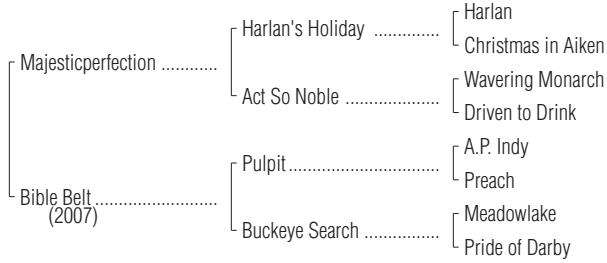 Harlan
Harlan's Holiday ..............
Christmas in Aiken
Majesticperfection ............
Wavering Monarch
Act So Noble ....................
Driven to Drink
A.P. Indy
Pulpit................................
Preach
Bible Belt ..........................
(2007)
Meadowlake
Buckeye Search ................
Pride of Darby